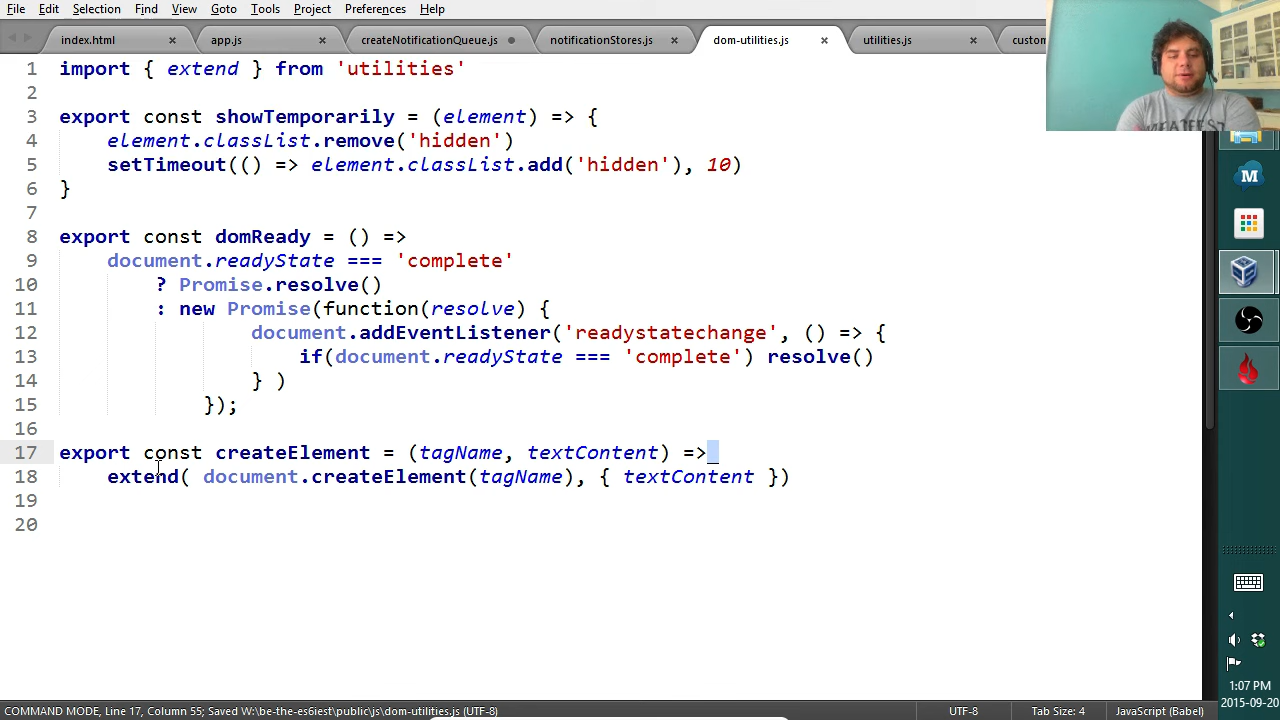 File Edit Selection Find View Goto Tools Project Preferences Help
index.html app.js createNotificationQueue.js notificationStores.js dom-utilities.js utilities.js custom
1 import { extend } from 'utilities'
2
3 export const showTemporarily = (element) => {
4 element.classList.remove('hidden')
5 setTimeout(() => element.classList.add('hidden'), 10)
6 }
7
8 export const domReady = () =>
9 document.readyState === 'complete'
10 ? Promise.resolve()
11 : new Promise(function(resolve) {
12 document.addEventListener('readystatechange', () => {
13 if(document.readyState === 'complete') resolve()
14 } )
15 });
16
17 export const createElement = (tagName, textContent) =>
18 extend( document.createElement(tagName), { textContent })
19
20
M
1:07 PM
2015-09-20
COMMAND MODE, Line 17, Column 55; Saved W:\be-the-es6iest\public\js\dom-utilities.js (UTF-8) UTF-8 Tab Size: 4 JavaScript (Babel)